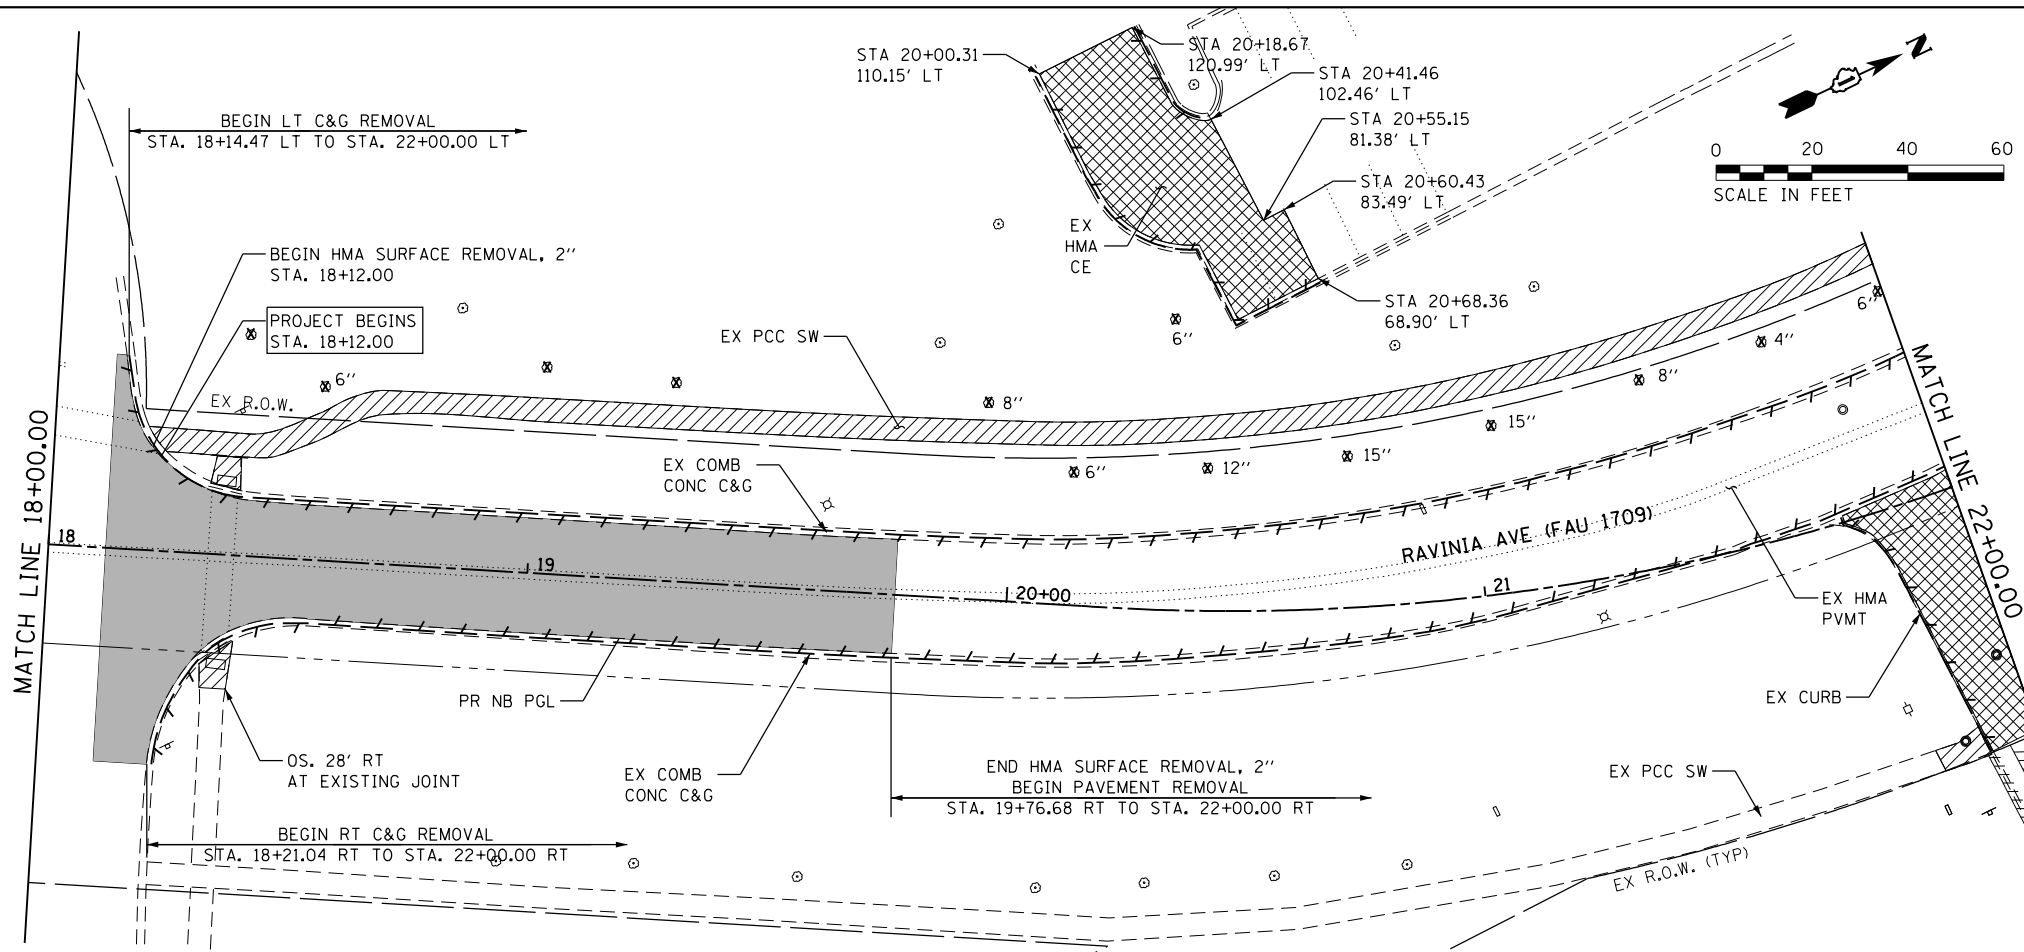 STA 20+00.31
110.15' LT
STA 20+18.67
120.99' LT
STA 20+41.46
102.46' LT
STA 20+55.15
81.38' LT
STA 20+60.43
83.49' LT
STA 20+68.36
68.90' LT
N
0 20 40 60
SCALE IN FEET
BEGIN LT C&G REMOVAL
STA. 18+14.47 LT TO STA. 22+00.00 LT
BEGIN HMA SURFACE REMOVAL, 2''
STA. 18+12.00
PROJECT BEGINS
STA. 18+12.00
EX
HMA
CE
EX PCC SW
6''
6''
4''
6''
8''
8''
15''
15''
12''
6''
EX R.O.W.
EX COMB
CONC C&G
MATCH LINE 18+00.00
MATCH LINE 22+00.00
18
19
20+00
21
RAVINIA AVE (FAU 1709)
EX HMA
PVMT
EX CURB
PR NB PGL
OS. 28' RT
AT EXISTING JOINT
EX COMB
CONC C&G
END HMA SURFACE REMOVAL, 2''
BEGIN PAVEMENT REMOVAL
STA. 19+76.68 RT TO STA. 22+00.00 RT
EX PCC SW
BEGIN RT C&G REMOVAL
STA. 18+21.04 RT TO STA. 22+00.00 RT
EX R.O.W. (TYP)